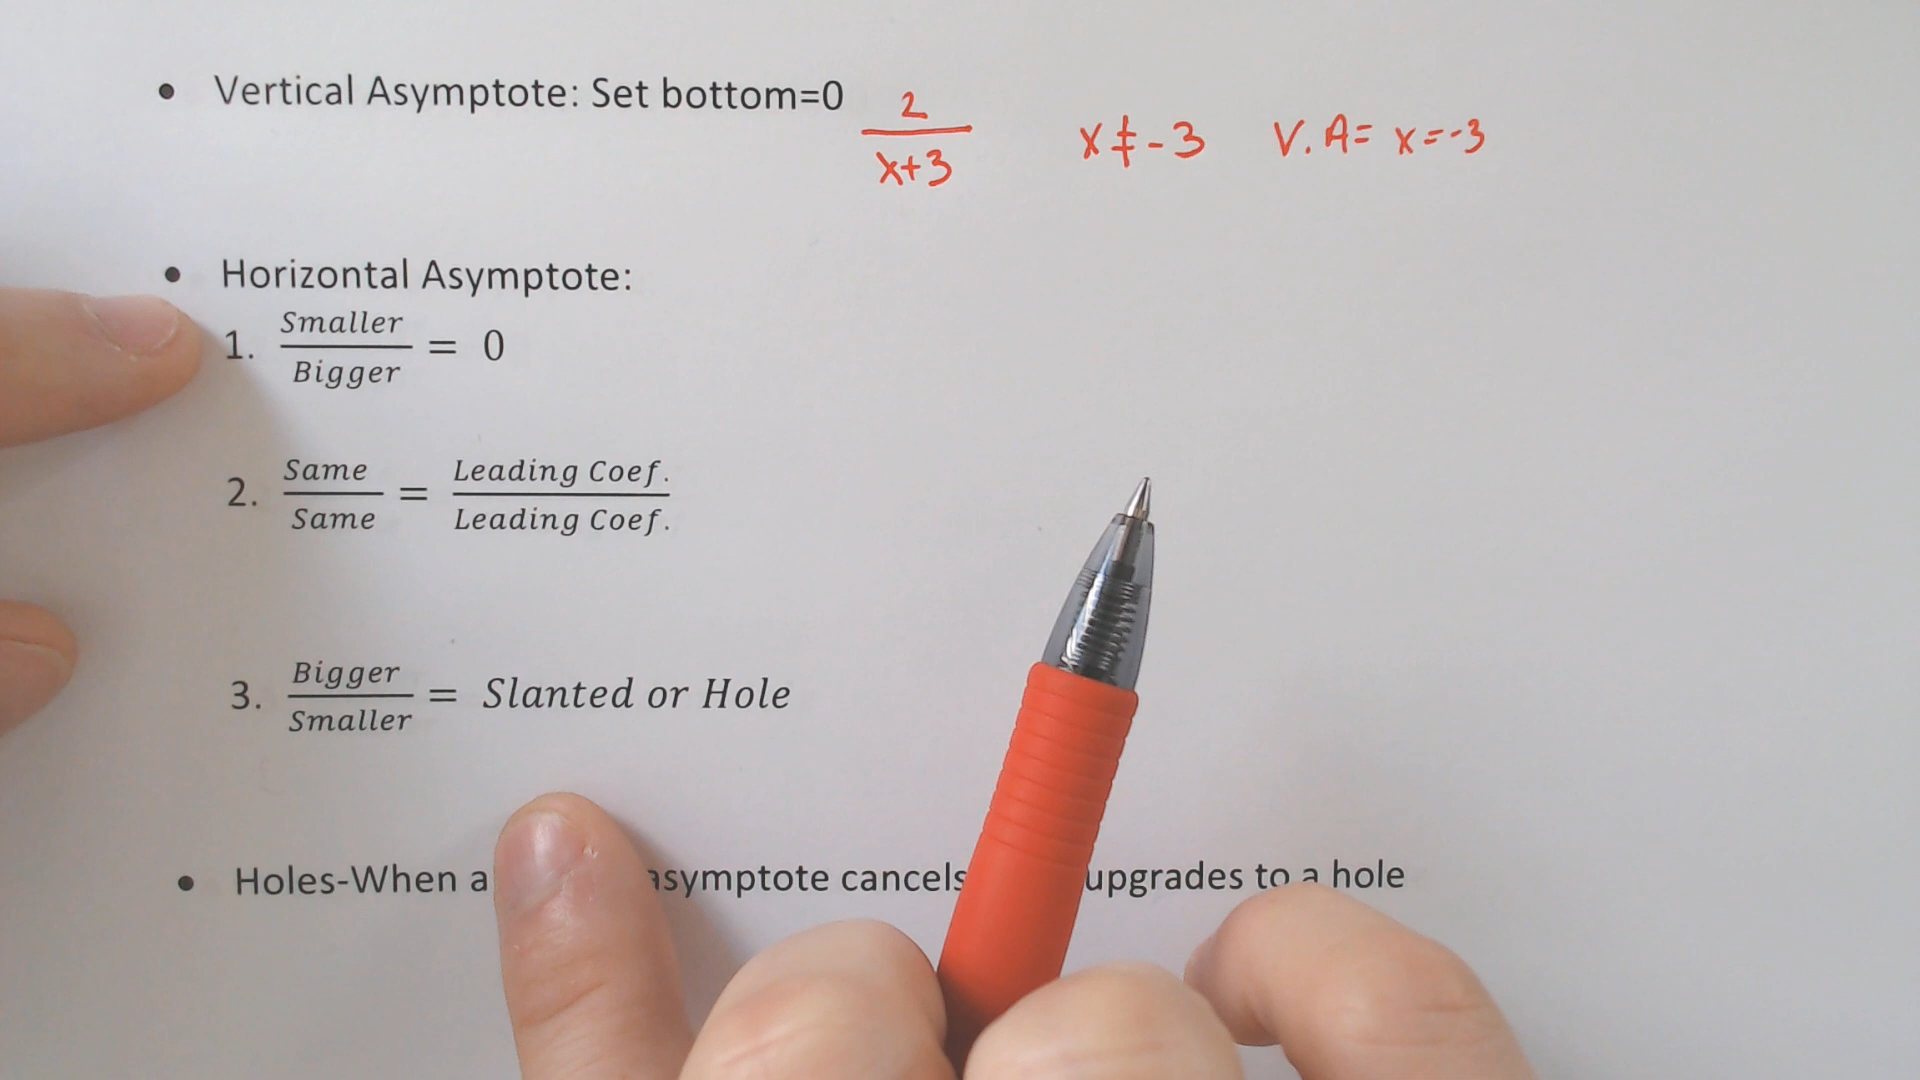 • Vertical Asymptote: Set bottom=0
2
x+3
x≠-3 V.A= x=-3
• Horizontal Asymptote:
1. Smaller/Bigger = 0
2. Same/Same = Leading Coef./Leading Coef.
3. Bigger/Smaller = Slanted or Hole
• Holes-When a asymptote cancels upgrades to a hole